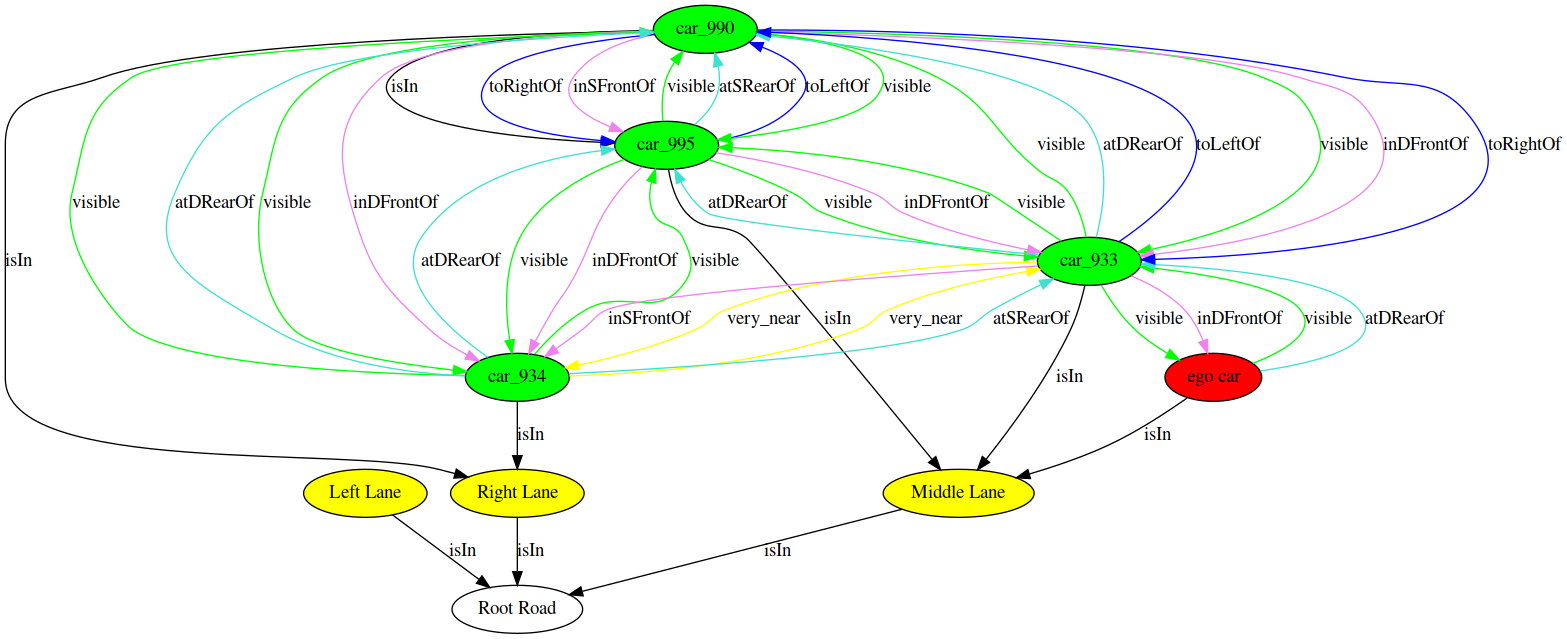 car_990
isIn toRightOf inSFrontOf visible atSRearOf toLeftOf visible
car_995
visible atDRearOf toLeftOf visible inDFrontOf toRightOf
visible atDRearOf visible inDFrontOf atDRearOf visible inDFrontOf visible
isIn atDRearOf visible inDFrontOf visible car_933
inSFrontOf very_near isIn very_near atSRearOf visible inDFrontOf visible atDRearOf
car_934 isIn ego car
isIn isIn
Left Lane Right Lane Middle Lane
isIn isIn isIn
Root Road